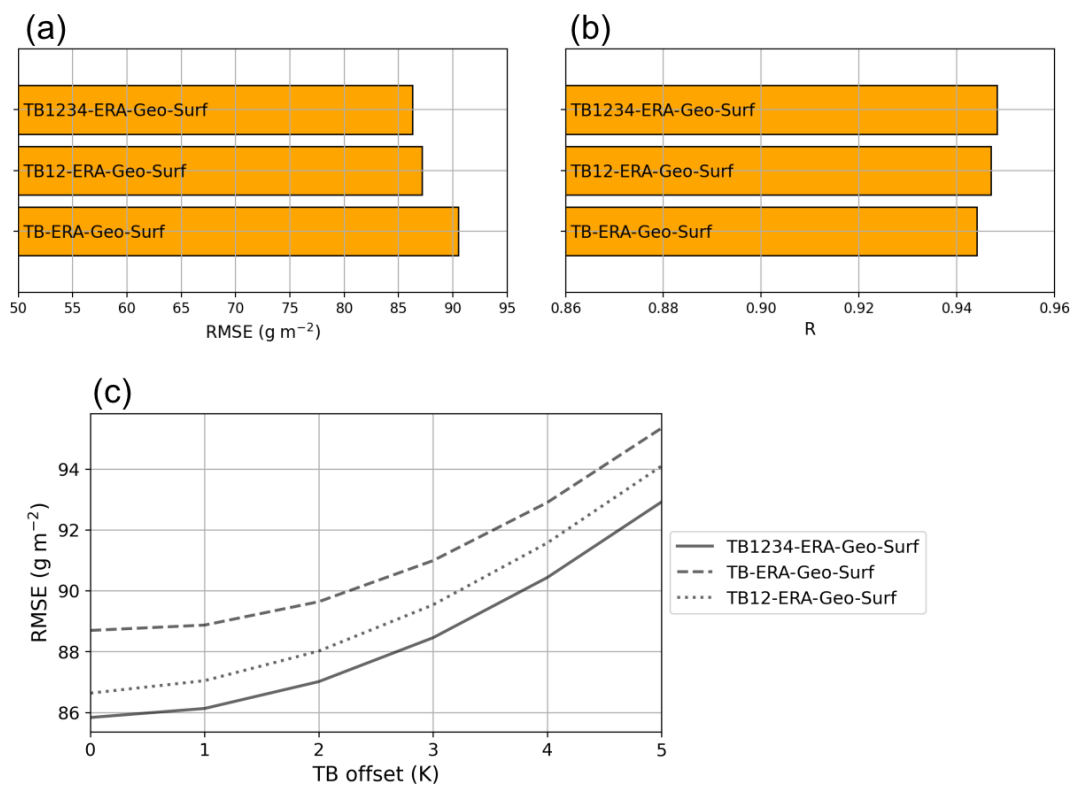 (a)
TB1234-ERA-Geo-Surf
TB12-ERA-Geo-Surf
TB-ERA-Geo-Surf
50 55 60 65 70 75 80 85 90 95
RMSE (g m⁻²)
(b)
TB1234-ERA-Geo-Surf
TB12-ERA-Geo-Surf
TB-ERA-Geo-Surf
0.86 0.88 0.90 0.92 0.94 0.96
R
(c)
94
92
90
88
86
RMSE (g m⁻²)
0 1 2 3 4 5
TB offset (K)
TB1234-ERA-Geo-Surf
TB-ERA-Geo-Surf
TB12-ERA-Geo-Surf